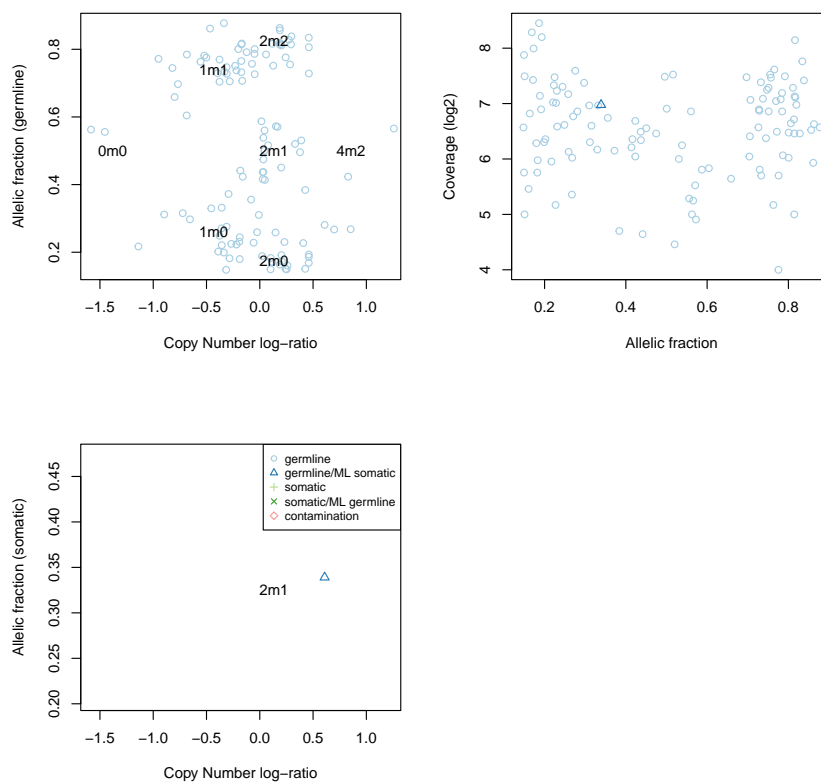 0.8
0.6
0.4
0.2
Allelic fraction (germline)
2m2
1m1
0m0
2m1
4m2
1m0
2m0
−1.5 −1.0 −0.5 0.0 0.5 1.0
Copy Number log−ratio
8
7
6
5
4
Coverage (log2)
0.2 0.4 0.6 0.8
Allelic fraction
0.45
0.40
0.35
0.30
0.25
0.20
Allelic fraction (somatic)
germline
germline/ML somatic
somatic
somatic/ML germline
contamination
2m1
−1.5 −1.0 −0.5 0.0 0.5 1.0
Copy Number log−ratio